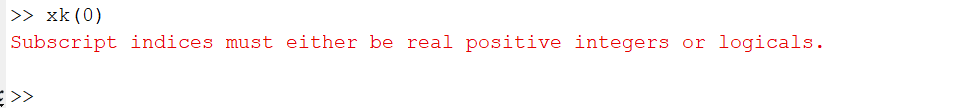 >> xk(0)
Subscript indices must either be real positive integers or logicals.
>>